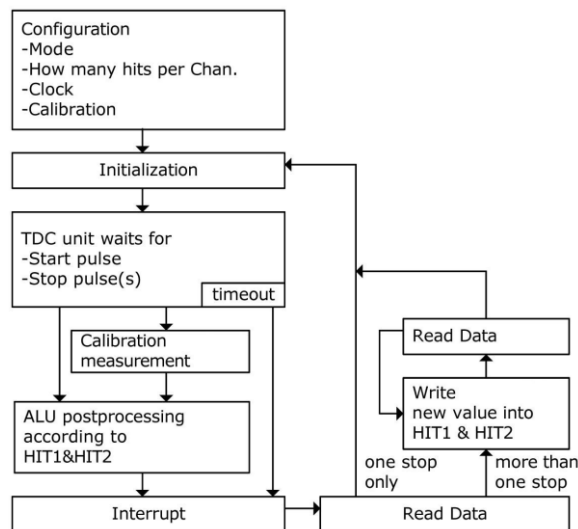 Configuration
-Mode
-How many hits per Chan.
-Clock
-Calibration
Initialization
TDC unit waits for
-Start pulse
-Stop pulse(s)
timeout
Calibration
measurement
ALU postprocessing
according to
HIT1&HIT2
Interrupt
Read Data
Write
new value into
HIT1 & HIT2
one stop
only
more than
one stop
Read Data